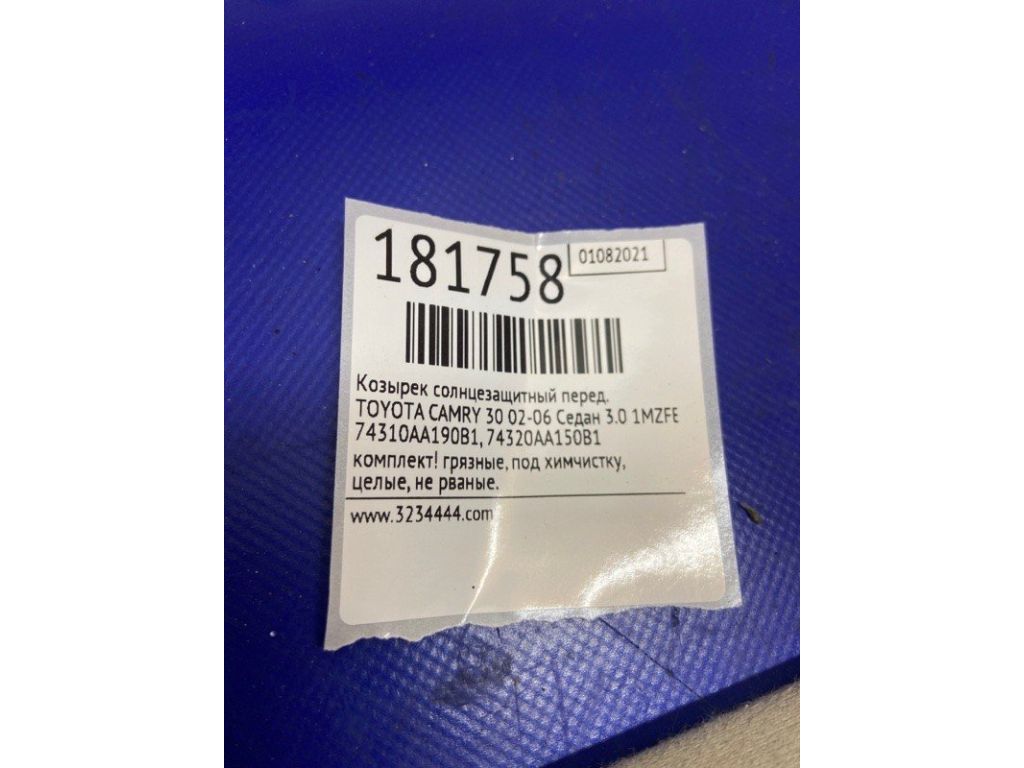 181758
01082021
Козырек солнцезащитный перед.
TOYOTA CAMRY 30 02-06 Седан 3.0 1MZFE
74310AA190B1, 74320AA150B1
комплект! грязные, под химчистку,
целые, не рваные.
www.3234444.com